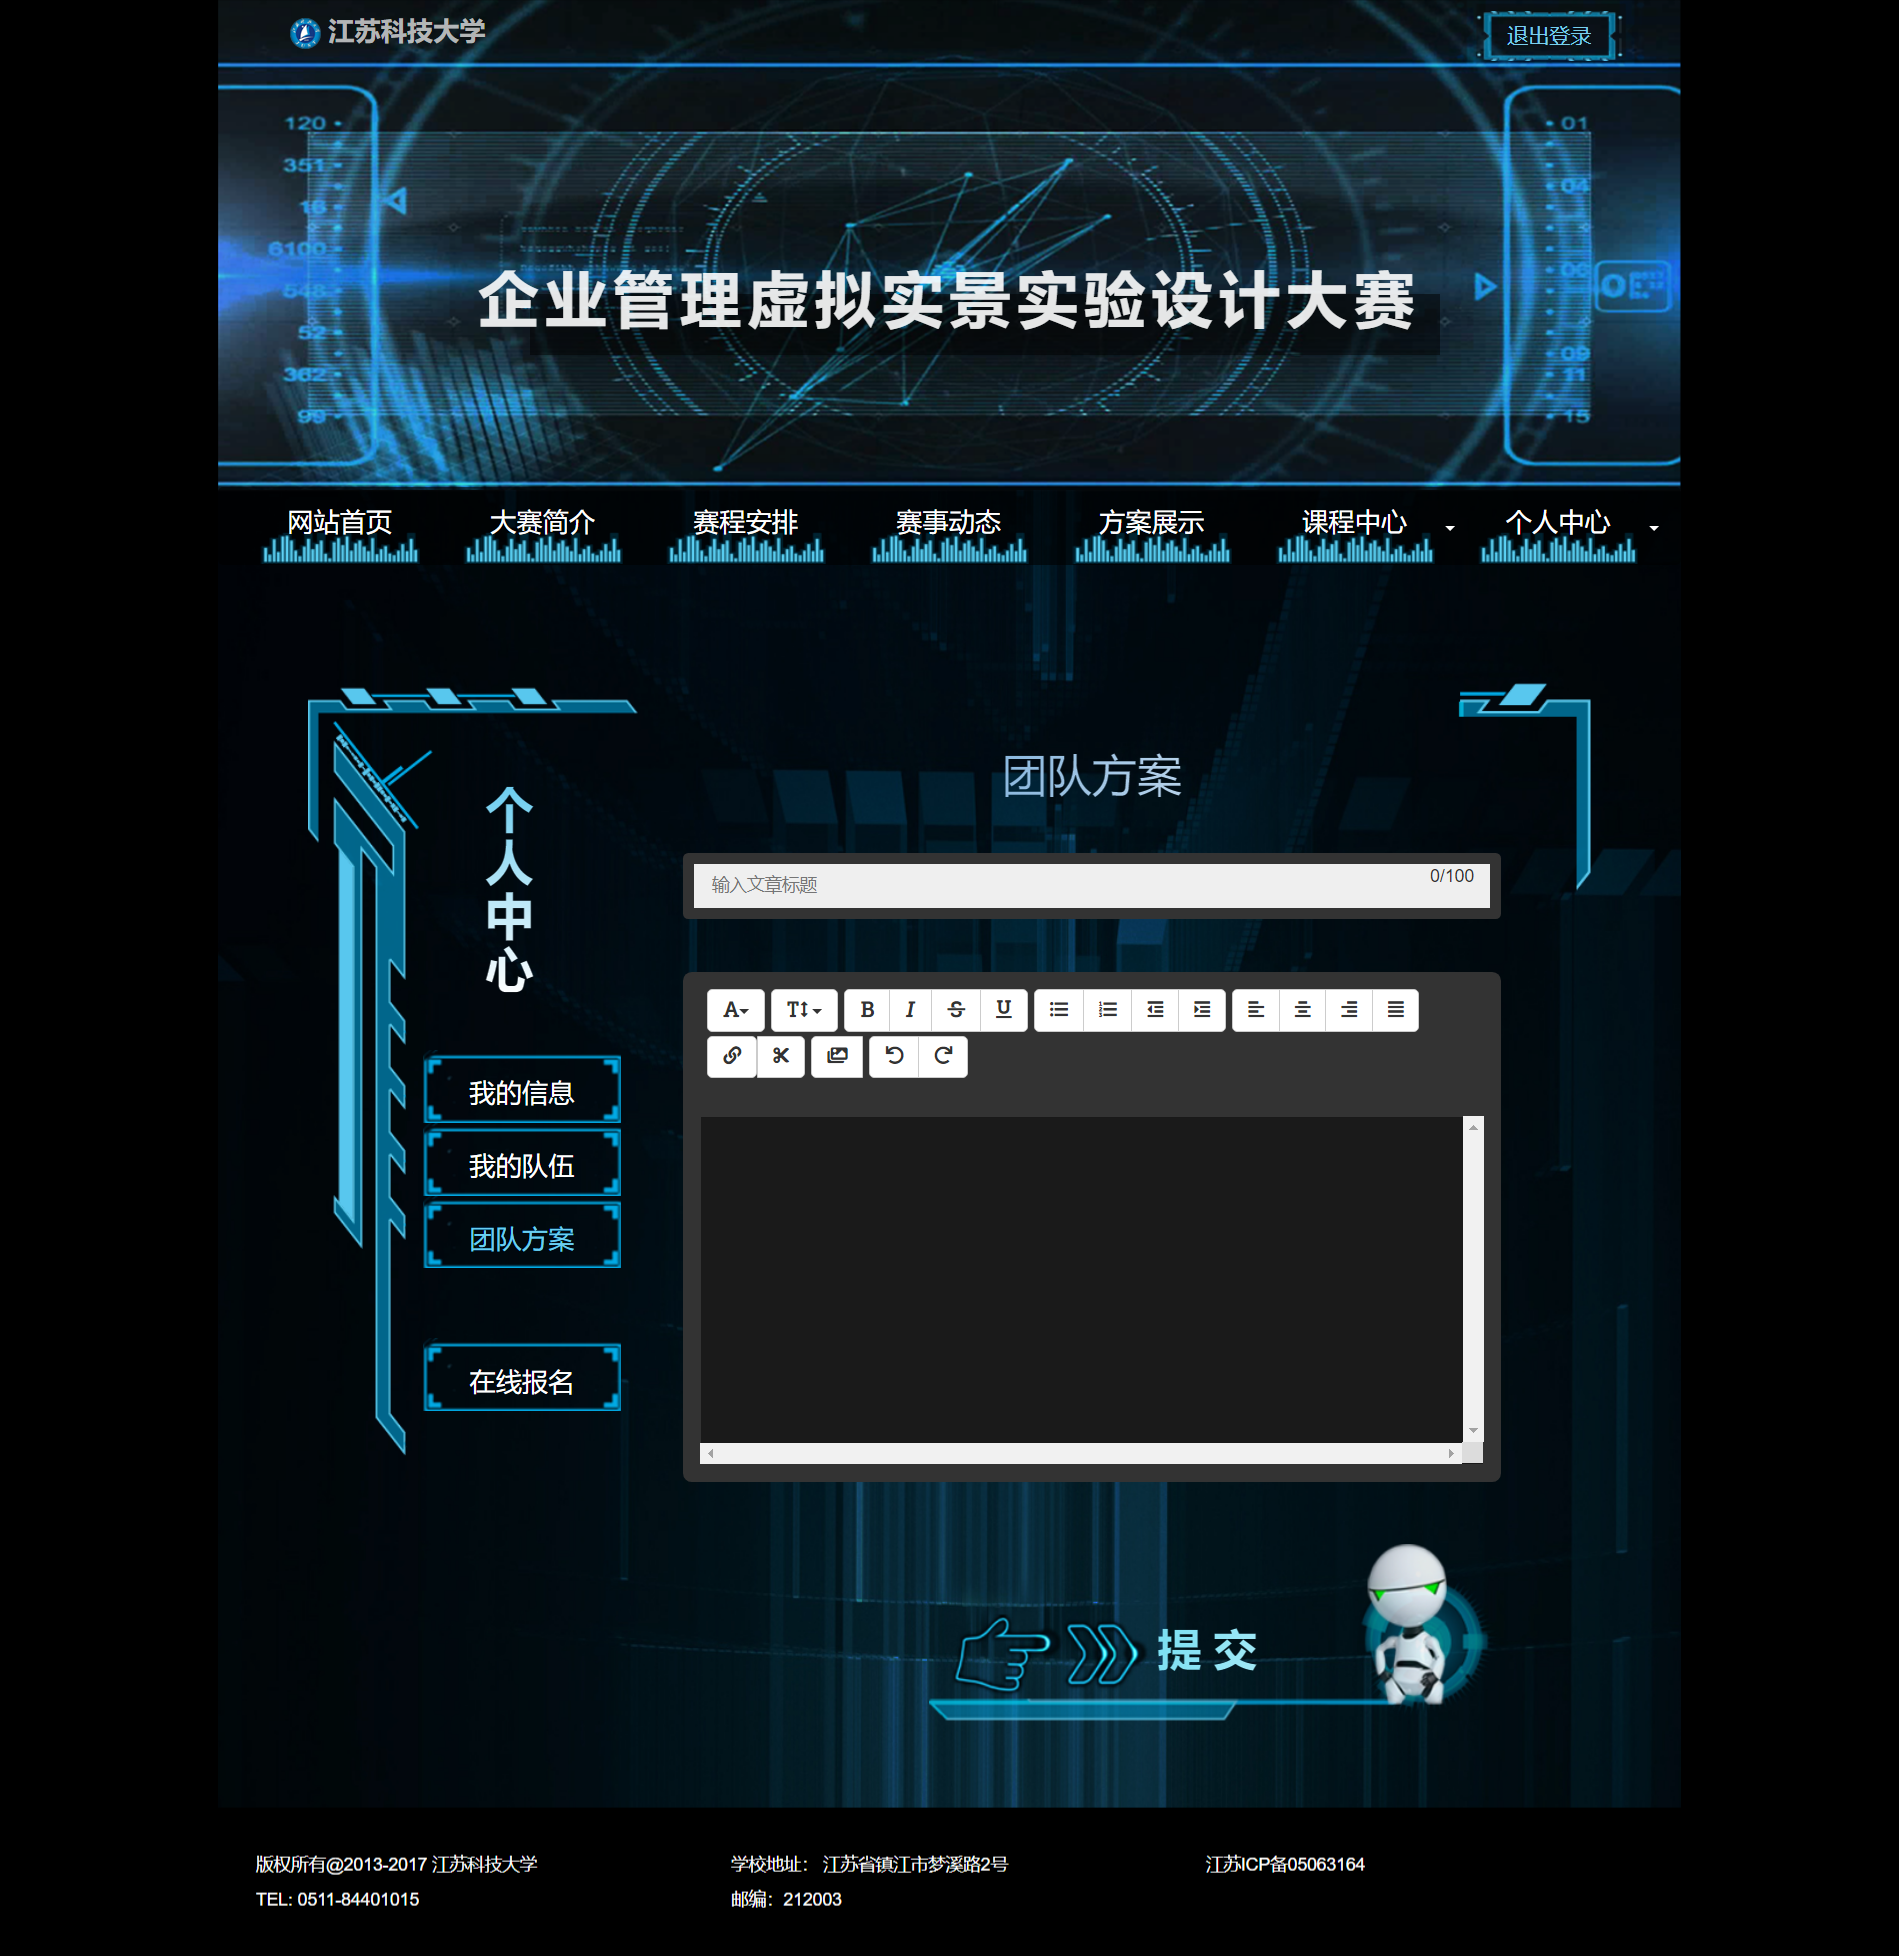 江苏科技大学
退出登录
120
351
16
6100
548
52
362
99
01
04
06
09
11
15
企业管理虚拟实景实验设计大赛
网站首页 大赛简介 赛程安排 赛事动态 方案展示 课程中心 个人中心
个人中心
我的信息
我的队伍
团队方案
在线报名
团队方案
输入文章标题 0/100
A T B I S U
提 交
版权所有@2013-2017 江苏科技大学
TEL: 0511-84401015
学校地址： 江苏省镇江市梦溪路2号
邮编：212003
江苏ICP备05063164